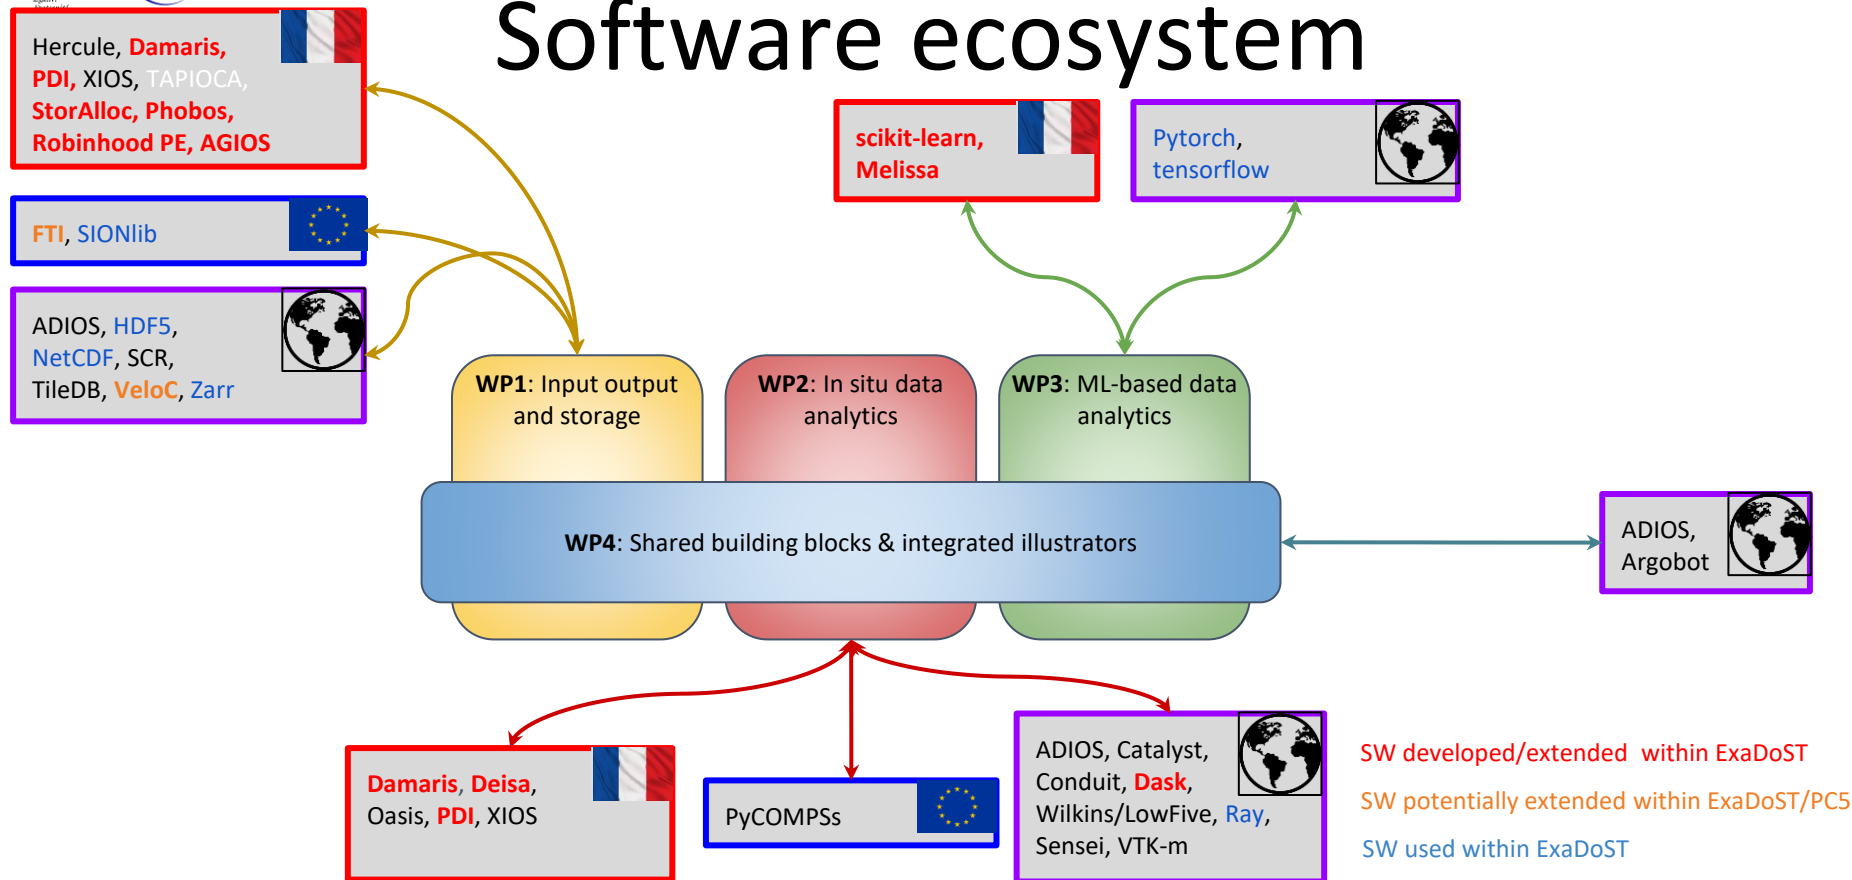 Égalité
Fraternité
Software ecosystem
Hercule, Damaris,
PDI, XIOS, TAPIOCA,
StorAlloc, Phobos,
Robinhood PE, AGIOS
FTI, SIONlib
ADIOS, HDF5,
NetCDF, SCR,
TileDB, VeloC, Zarr
scikit-learn,
Melissa
Pytorch,
tensorflow
WP1: Input output
and storage
WP2: In situ data
analytics
WP3: ML-based data
analytics
WP4: Shared building blocks & integrated illustrators
ADIOS,
Argobot
Damaris, Deisa,
Oasis, PDI, XIOS
PyCOMPSs
ADIOS, Catalyst,
Conduit, Dask,
Wilkins/LowFive, Ray,
Sensei, VTK-m
SW developed/extended within ExaDoST
SW potentially extended within ExaDoST/PC5
SW used within ExaDoST